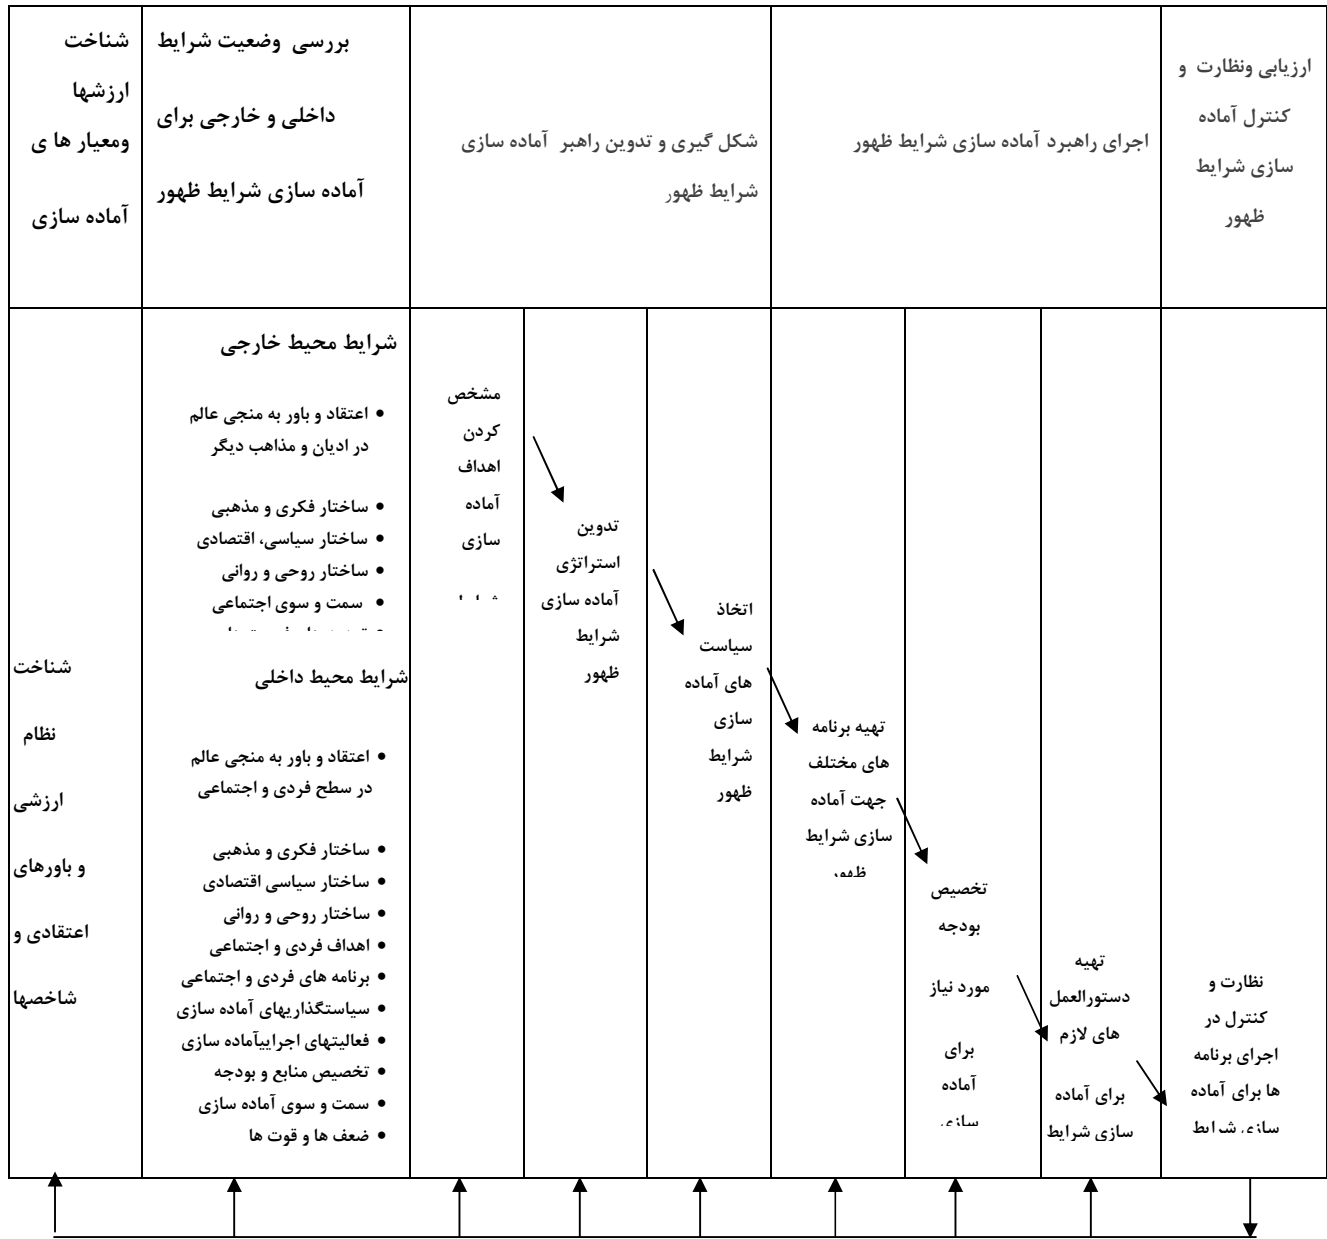 شناخت
ارزشها
ومعیار ها ی
آماده سازی
بررسی وضعیت شرایط
داخلی و خارجی برای
آماده سازی شرایط ظهور
شکل گیری و تدوین راهبر آماده سازی
شرایط ظهور
اجرای راهبرد آماده سازی شرایط ظهور
ارزیابی ونظارت و
کنترل آماده
سازی شرایط
ظهور
شناخت
نظام
ارزشی
و باورهای
اعتقادی و
شاخصها
شرایط محیط خارجی
• اعتقاد و باور به منجی عالم
در ادیان و مذاهب دیگر
• ساختار فکری و مذهبی
• ساختار سیاسی، اقتصادی
• ساختار روحی و روانی
• سمت و سوی اجتماعی
شرایط محیط داخلی
• اعتقاد و باور به منجی عالم
در سطح فردی و اجتماعی
• ساختار فکری و مذهبی
• ساختار سیاسی اقتصادی
• ساختار روحی و روانی
• اهداف فردی و اجتماعی
• برنامه های فردی و اجتماعی
• سیاستگذاریهای آماده سازی
• فعالیتهای اجراییآماده سازی
• تخصیص منابع و بودجه
• سمت و سوی آماده سازی
• ضعف ها و قوت ها
مشخص
کردن
اهداف
آماده
سازی
تدوین
استراتژی
آماده سازی
شرایط
ظهور
اتخاذ
سیاست
های آماده
سازی
شرایط
ظهور
تهیه برنامه
های مختلف
جهت آماده
سازی شرایط
ظهور
تخصیص
بودجه
مورد نیاز
برای
آماده
سازی
تهیه
دستورالعمل
های لازم
برای آماده
سازی شرایط
نظارت و
کنترل در
اجرای برنامه
ها برای آماده
سازی شرایط